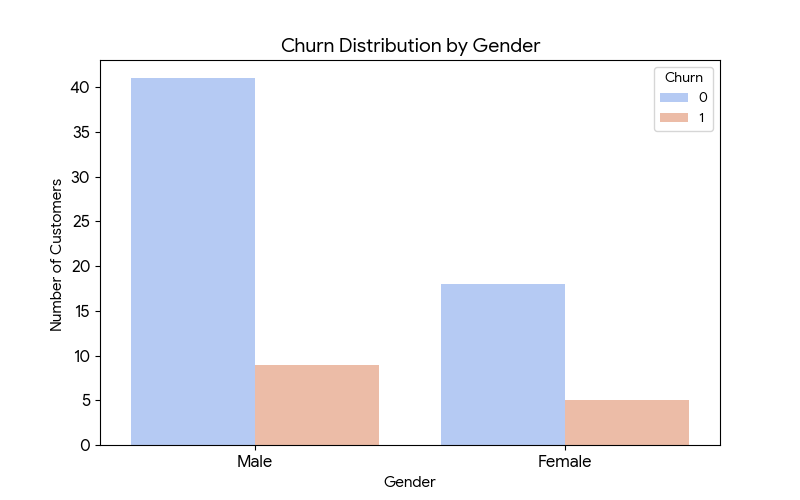 Churn Distribution by Gender
Churn
0
1
Number of Customers
40
35
30
25
20
15
10
5
0
Male
Female
Gender